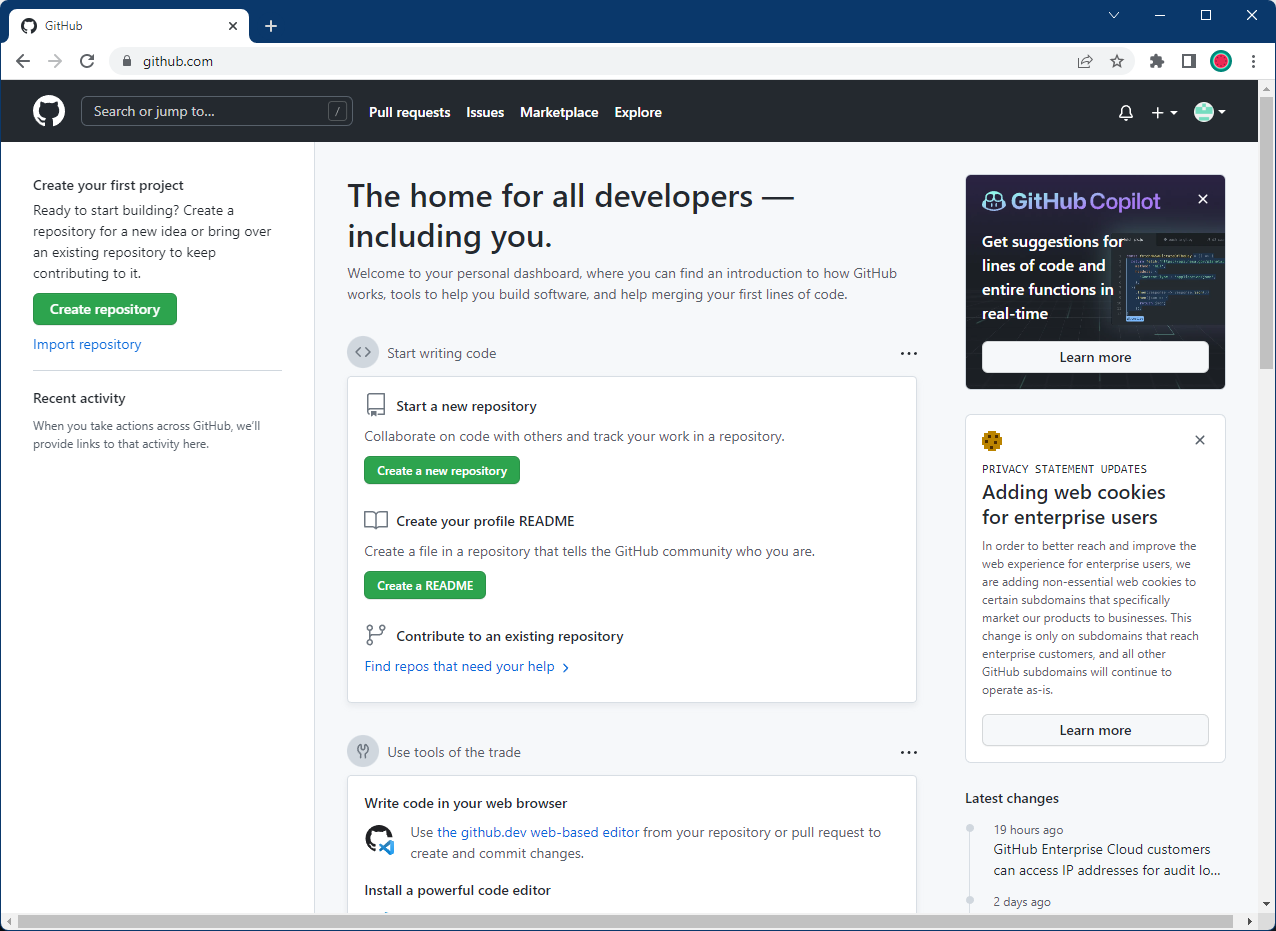 GitHub
github.com
Search or jump to...
/
Pull requests
Issues
Marketplace
Explore
Create your first project
Ready to start building? Create a
repository for a new idea or bring over
an existing repository to keep
contributing to it.
Create repository
Import repository
Recent activity
When you take actions across GitHub, we'll
provide links to that activity here.
The home for all developers —
including you.
Welcome to your personal dashboard, where you can find an introduction to how GitHub
works, tools to help you build software, and help merging your first lines of code.
Start writing code
Start a new repository
Collaborate on code with others and track your work in a repository.
Create a new repository
Create your profile README
Create a file in a repository that tells the GitHub community who you are.
Create a README
Contribute to an existing repository
Find repos that need your help
Use tools of the trade
Write code in your web browser
Use the github.dev web-based editor from your repository or pull request to
create and commit changes.
Install a powerful code editor
GitHub Copilot
Get suggestions for
lines of code and
entire functions in
real-time
Learn more
PRIVACY STATEMENT UPDATES
Adding web cookies
for enterprise users
In order to better reach and improve the
web experience for enterprise users, we
are adding non-essential web cookies to
certain subdomains that specifically
market our products to businesses. This
change is only on subdomains that reach
enterprise customers, and all other
GitHub subdomains will continue to
operate as-is.
Learn more
Latest changes
19 hours ago
GitHub Enterprise Cloud customers
can access IP addresses for audit lo...
2 days ago